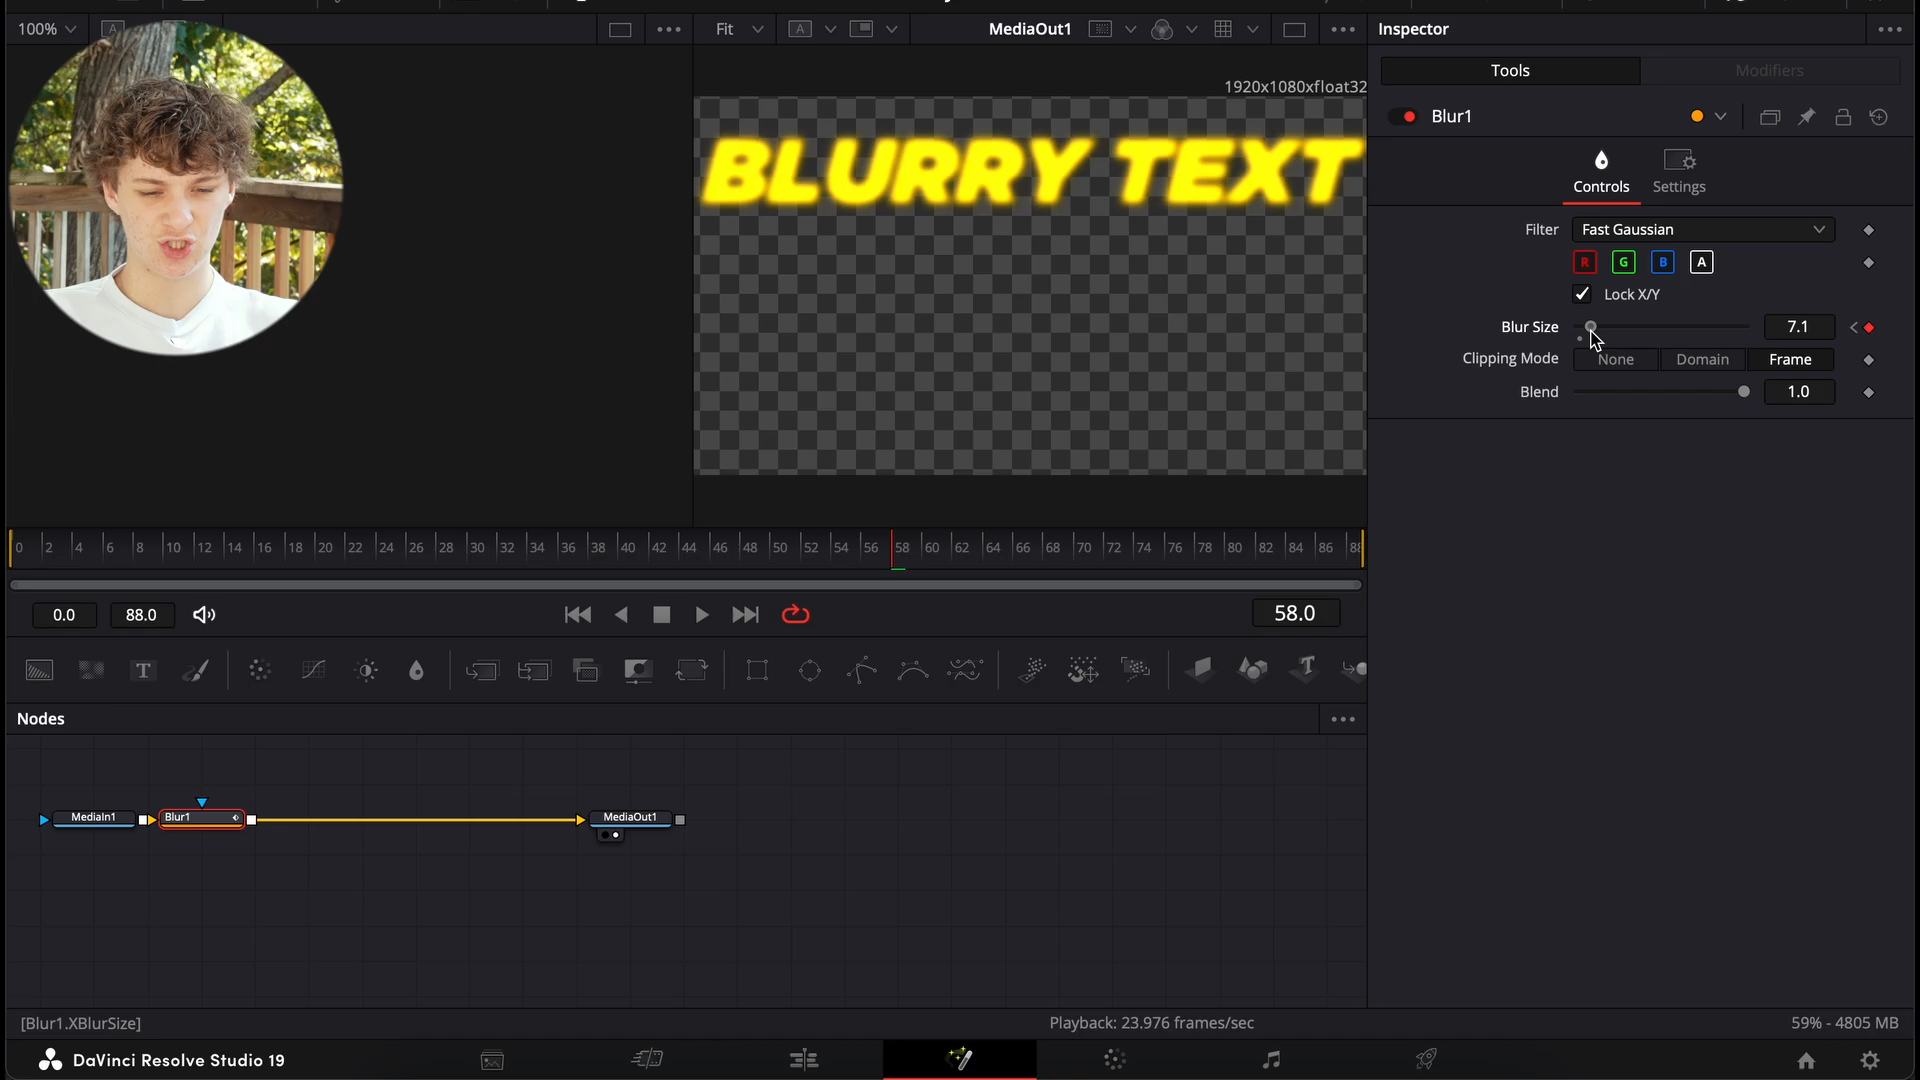 100%
Fit
MediaOut1
Inspector
Tools
Modifiers
1920x1080xfloat32
Blur1
BLURRY TEXT
Controls
Settings
Filter
Fast Gaussian
R G B A
Lock X/Y
Blur Size
7.1
Clipping Mode
None
Domain
Frame
Blend
1.0
0 2 4 6 8 10 12 14 16 18 20 22 24 26 28 30 32 34 36 38 40 42 44 46 48 50 52 54 56 58 60 62 64 66 68 70 72 74 76 78 80 82 84 86
0.0
88.0
58.0
Nodes
MediaIn1
Blur1
MediaOut1
[Blur1.XBlurSize]
Playback: 23.976 frames/sec
59% - 4805 MB
DaVinci Resolve Studio 19